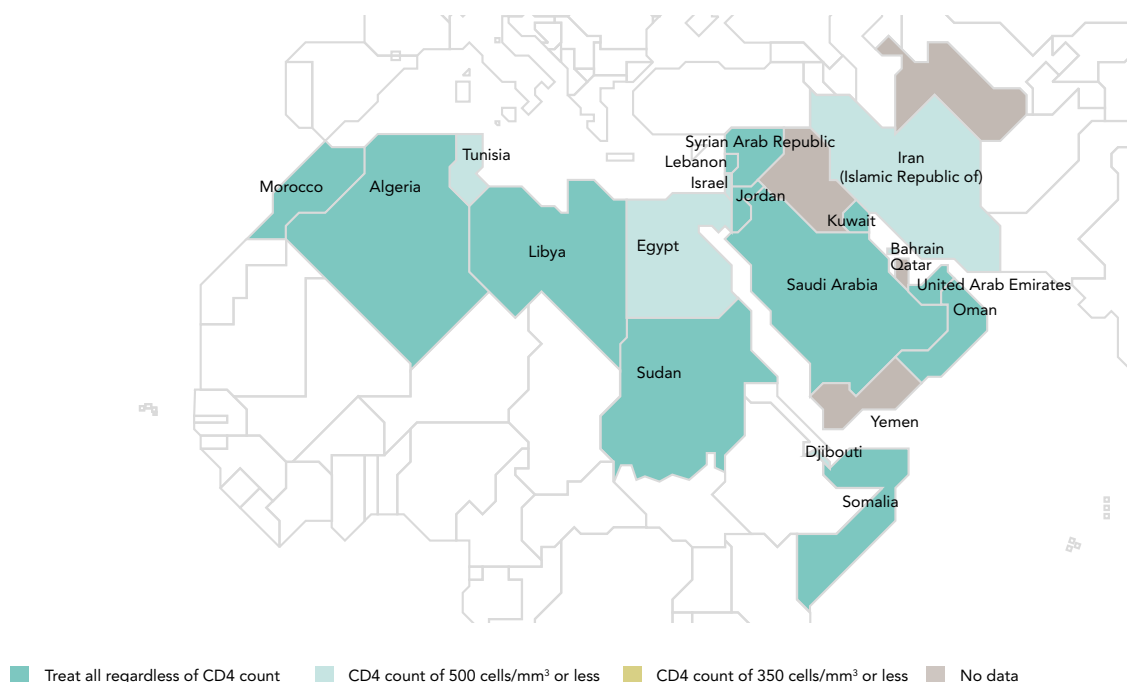 Syrian Arab Republic
Tunisia
Lebanon
Iran
(Islamic Republic of)
Israel
Morocco
Algeria
Jordan
Kuwait
Libya
Egypt
Bahrain
Qatar
Saudi Arabia
United Arab Emirates
Oman
Sudan
Yemen
Djibouti
Somalia
Treat all regardless of CD4 count
CD4 count of 500 cells/mm³ or less
CD4 count of 350 cells/mm³ or less
No data